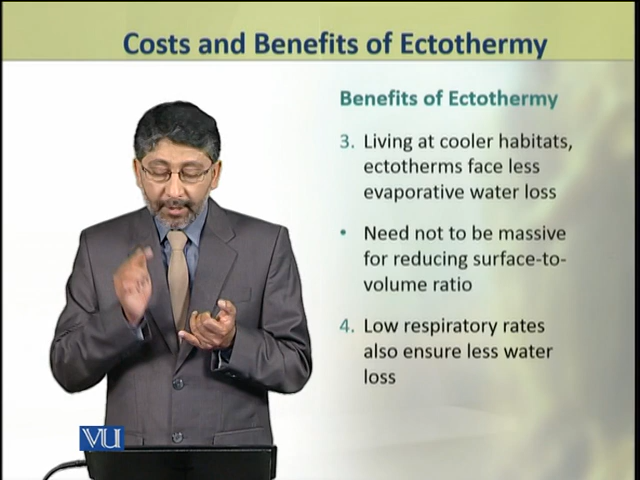 Costs and Benefits of Ectothermy
Benefits of Ectothermy
3. Living at cooler habitats,
ectotherms face less
evaporative water loss
• Need not to be massive
for reducing surface-to-
volume ratio
4. Low respiratory rates
also ensure less water
loss
VU